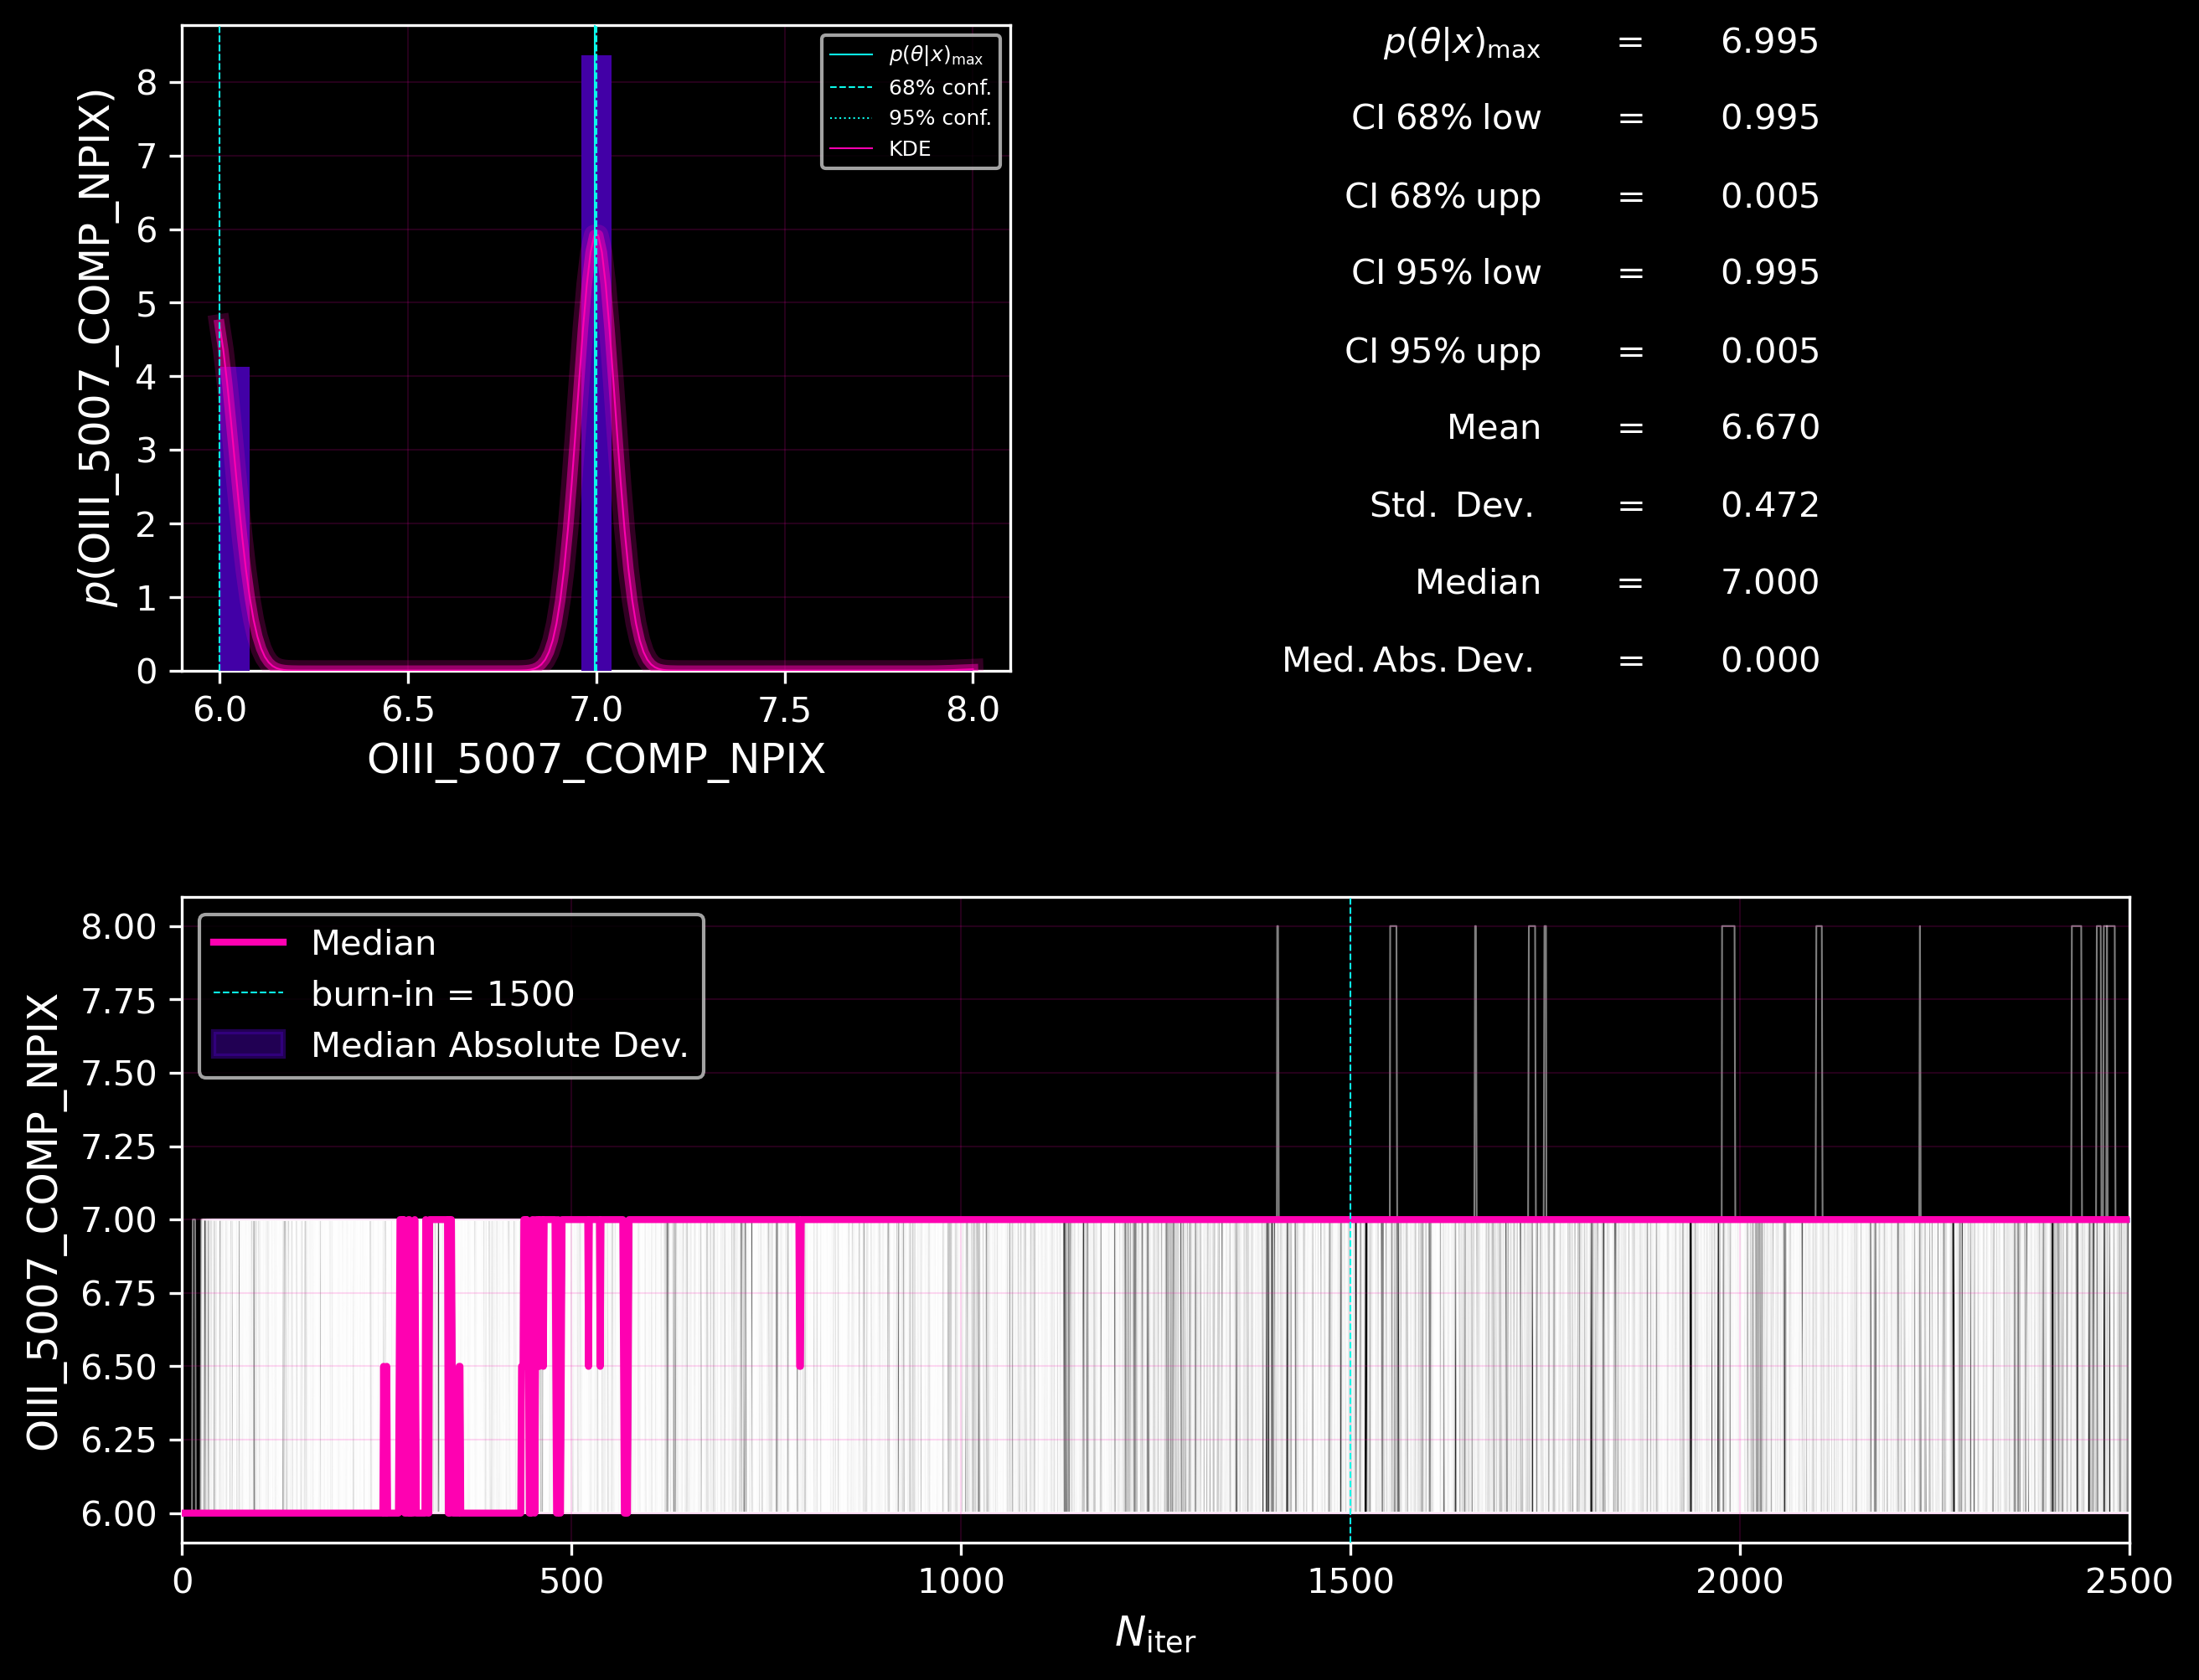 p(OIII_5007_COMP_NPIX)
8
7
6
5
4
3
2
1
0
6.0 6.5 7.0 7.5 8.0
OIII_5007_COMP_NPIX
p(θ|x)max
68% conf.
95% conf.
KDE
p(θ|x)max = 6.995
CI 68% low = 0.995
CI 68% upp = 0.005
CI 95% low = 0.995
CI 95% upp = 0.005
Mean = 6.670
Std. Dev. = 0.472
Median = 7.000
Med. Abs. Dev. = 0.000
OIII_5007_COMP_NPIX
8.00
7.75
7.50
7.25
7.00
6.75
6.50
6.25
6.00
Median
burn-in = 1500
Median Absolute Dev.
0 500 1000 1500 2000 2500
Niter